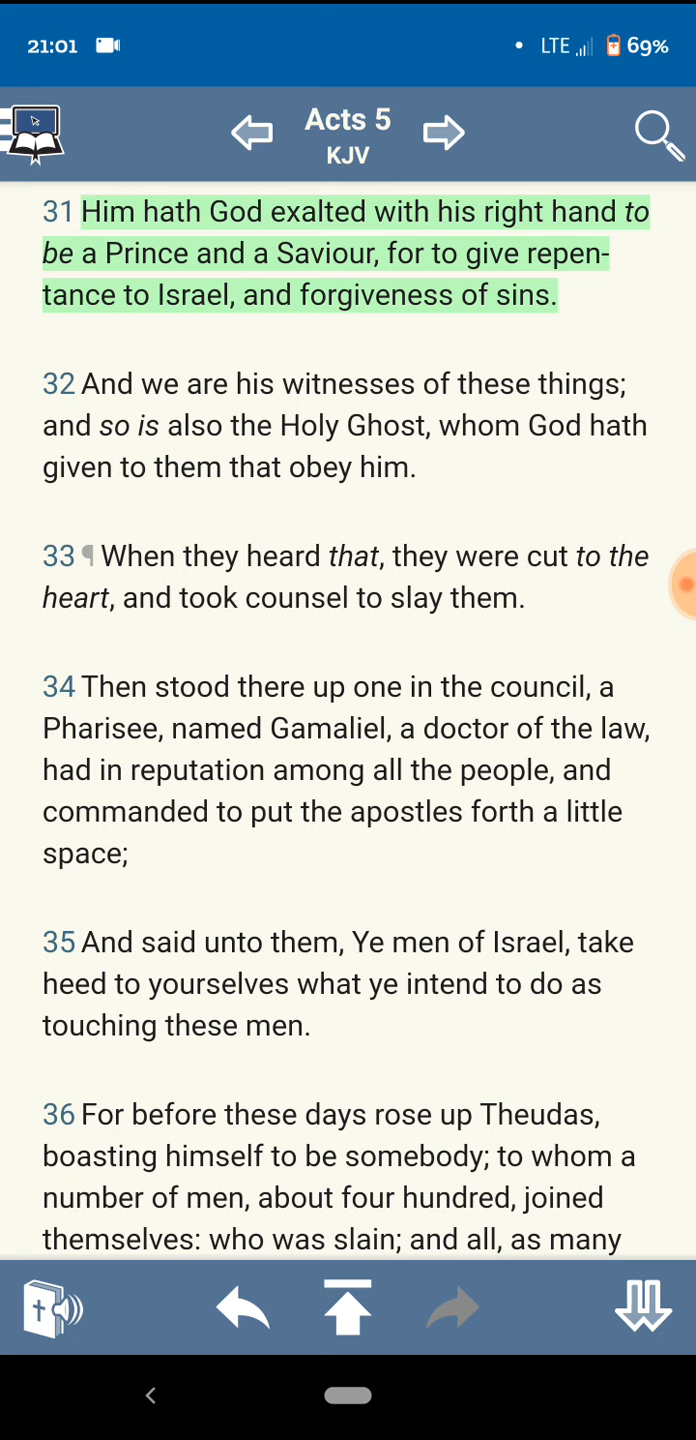 21:01 LTE 69%
Acts 5
KJV
31 Him hath God exalted with his right hand to
be a Prince and a Saviour, for to give repen-
tance to Israel, and forgiveness of sins.
32 And we are his witnesses of these things;
and so is also the Holy Ghost, whom God hath
given to them that obey him.
33 ¶ When they heard that, they were cut to the
heart, and took counsel to slay them.
34 Then stood there up one in the council, a
Pharisee, named Gamaliel, a doctor of the law,
had in reputation among all the people, and
commanded to put the apostles forth a little
space;
35 And said unto them, Ye men of Israel, take
heed to yourselves what ye intend to do as
touching these men.
36 For before these days rose up Theudas,
boasting himself to be somebody; to whom a
number of men, about four hundred, joined
themselves: who was slain; and all, as many